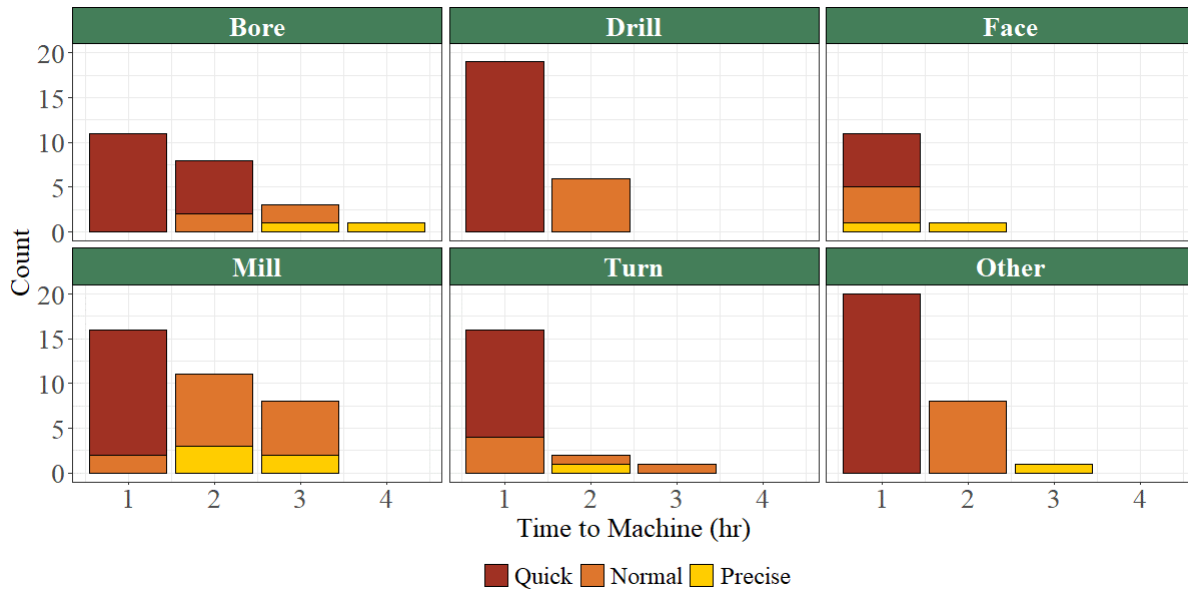 Bore Drill Face
20
15
10
5
0
Mill Turn Other
20
15
10
5
0
Count
1 2 3 4 1 2 3 4 1 2 3 4
Time to Machine (hr)
Quick Normal Precise